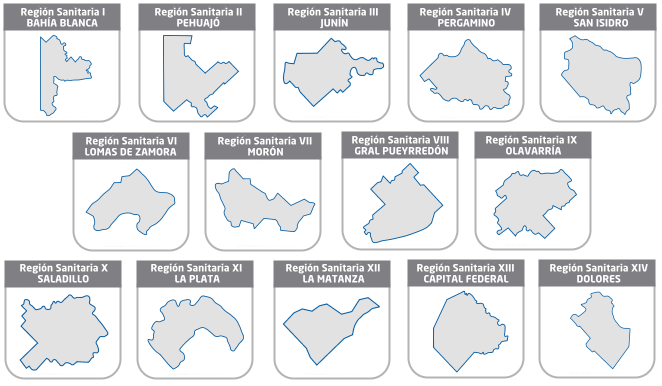 Región Sanitaria I
BAHÍA BLANCA
Región Sanitaria II
PEHUAJÓ
Región Sanitaria III
JUNÍN
Región Sanitaria IV
PERGAMINO
Región Sanitaria V
SAN ISIDRO
Región Sanitaria VI
LOMAS DE ZAMORA
Región Sanitaria VII
MORÓN
Región Sanitaria VIII
GRAL PUEYRREDÓN
Región Sanitaria IX
OLAVARRÍA
Región Sanitaria X
SALADILLO
Región Sanitaria XI
LA PLATA
Región Sanitaria XII
LA MATANZA
Región Sanitaria XIII
CAPITAL FEDERAL
Región Sanitaria XIV
DOLORES